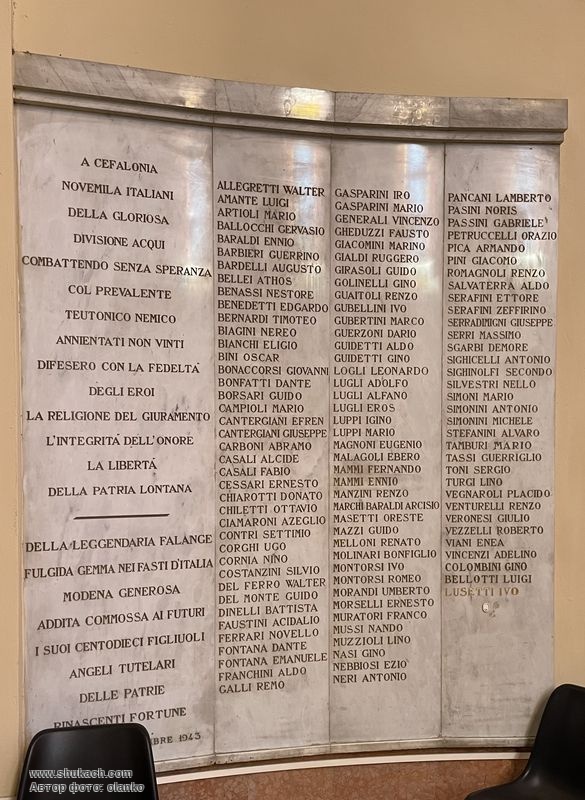 A CEFALONIA
NOVEMILA ITALIANI
DELLA GLORIOSA
DIVISIONE ACQUI
COMBATTENDO SENZA SPERANZA
COL PREVALENTE
TEUTONICO NEMICO
ANNIENTATI NON VINTI
DIFESERO CON LA FEDELTÀ
DEGLI EROI
LA RELIGIONE DEL GIURAMENTO
L'INTEGRITÀ DELL'ONORE
LA LIBERTÀ
DELLA PATRIA LONTANA
DELLA LEGGENDARIA FALANGE
FULGIDA GEMMA NEI FASTI D'ITALIA
MODENA GENEROSA
ADDITA COMMOSSA AI FUTURI
I SUOI CENTODIECI FIGLIUOLI
ANGELI TUTELARI
DELLE PATRIE
RINASCENTI FORTUNE
1943
ALLEGRETTI WALTER
AMANTE LUIGI
ARTIOLI MARIO
BALLOCCHI GERVASIO
BARALDI ENNIO
BARBIERI GUERRINO
BARDELLI AUGUSTO
BELLEI ATHOS
BENASSI NESTORE
BENEDETTI EDGARDO
BERNARDI TIMOTEO
BIAGINI NEREO
BIANCHI ELIGIO
BINI OSCAR
BONACCORSI GIOVANNI
BONFATTI DANTE
BORSARI GUIDO
CAMPIOLI MARIO
CANTERGIANI EFREN
CANTERGIANI GIUSEPPE
CARBONI ABRAMO
CASALI ALCIDE
CASALI FABIO
CESSARI ERNESTO
CHIAROTTI DONATO
CHILETTI OTTAVIO
CIAMARONI AZEGLIO
CONTRI SETTIMIO
CORGHI UGO
CORNIA NINO
COSTANZINI SILVIO
DEL FERRO WALTER
DEL MONTE GUIDO
DINELLI BATTISTA
FAUSTINI ACIDALIO
FERRARI NOVELLO
FONTANA DANTE
FONTANA EMANUELE
FRANCHINI ALDO
GALLI REMO
GASPARINI IRO
GASPARINI MARIO
GENERALI VINCENZO
GHEDUZZI FAUSTO
GIACOMINI MARINO
GIALDI RUGGERO
GIRASOLI GUIDO
GOLINELLI GINO
GUAITOLI RENZO
GUBELLINI IVO
GUBERTINI MARCO
GUERZONI DARIO
GUIDETTI ALDO
GUIDETTI GINO
LOGLI LEONARDO
LUGLI ADOLFO
LUGLI ALFANO
LUGLI EROS
LUPPI IGINO
LUPPI MARIO
MAGNONI EUGENIO
MALAGOLI EBERO
MAMMI FERNANDO
MAMMI ENNIO
MANZINI RENZO
MARCHI BARALDI ARCISIO
MASETTI ORESTE
MAZZI GUIDO
MELLONI RENATO
MOLINARI BONFIGLIO
MONTORSI IVO
MONTORSI ROMEO
MORANDI UMBERTO
MORSELLI ERNESTO
MURATORI FRANCO
MUSSI NANDO
MUZZIOLI LINO
NASI GINO
NEBBIOSI EZIO
NERI ANTONIO
PANCANI LAMBERTO
PASINI NORIS
PASSINI GABRIELE
PETRUCCELLI ORAZIO
PICA ARMANDO
PINI GIACOMO
ROMAGNOLI RENZO
SALVATERRA ALDO
SERAFINI ETTORE
SERAFINI ZEFFIRINO
SERRADIMIGNI GIUSEPPE
SERRI MASSIMO
SGARBI DEMORE
SIGHICELLI ANTONIO
SIGHINOLFI SECONDO
SILVESTRI NELLO
SIMONI MARIO
SIMONINI ANTONIO
SIMONINI MICHELE
STEFANINI ALVARO
TAMBURI MARIO
TASSI GUERRIGLIO
TONI SERGIO
TURGI LINO
VEGNAROLI PLACIDO
VENTURELLI RENZO
VERONESI GIULIO
VEZZELLI ROBERTO
VIANI ENEA
VINCENZI ADELINO
COLOMBINI GINO
BELLOTTI LUIGI
LUSETTI IVO
www.shukach.com
Автор фото: olanko